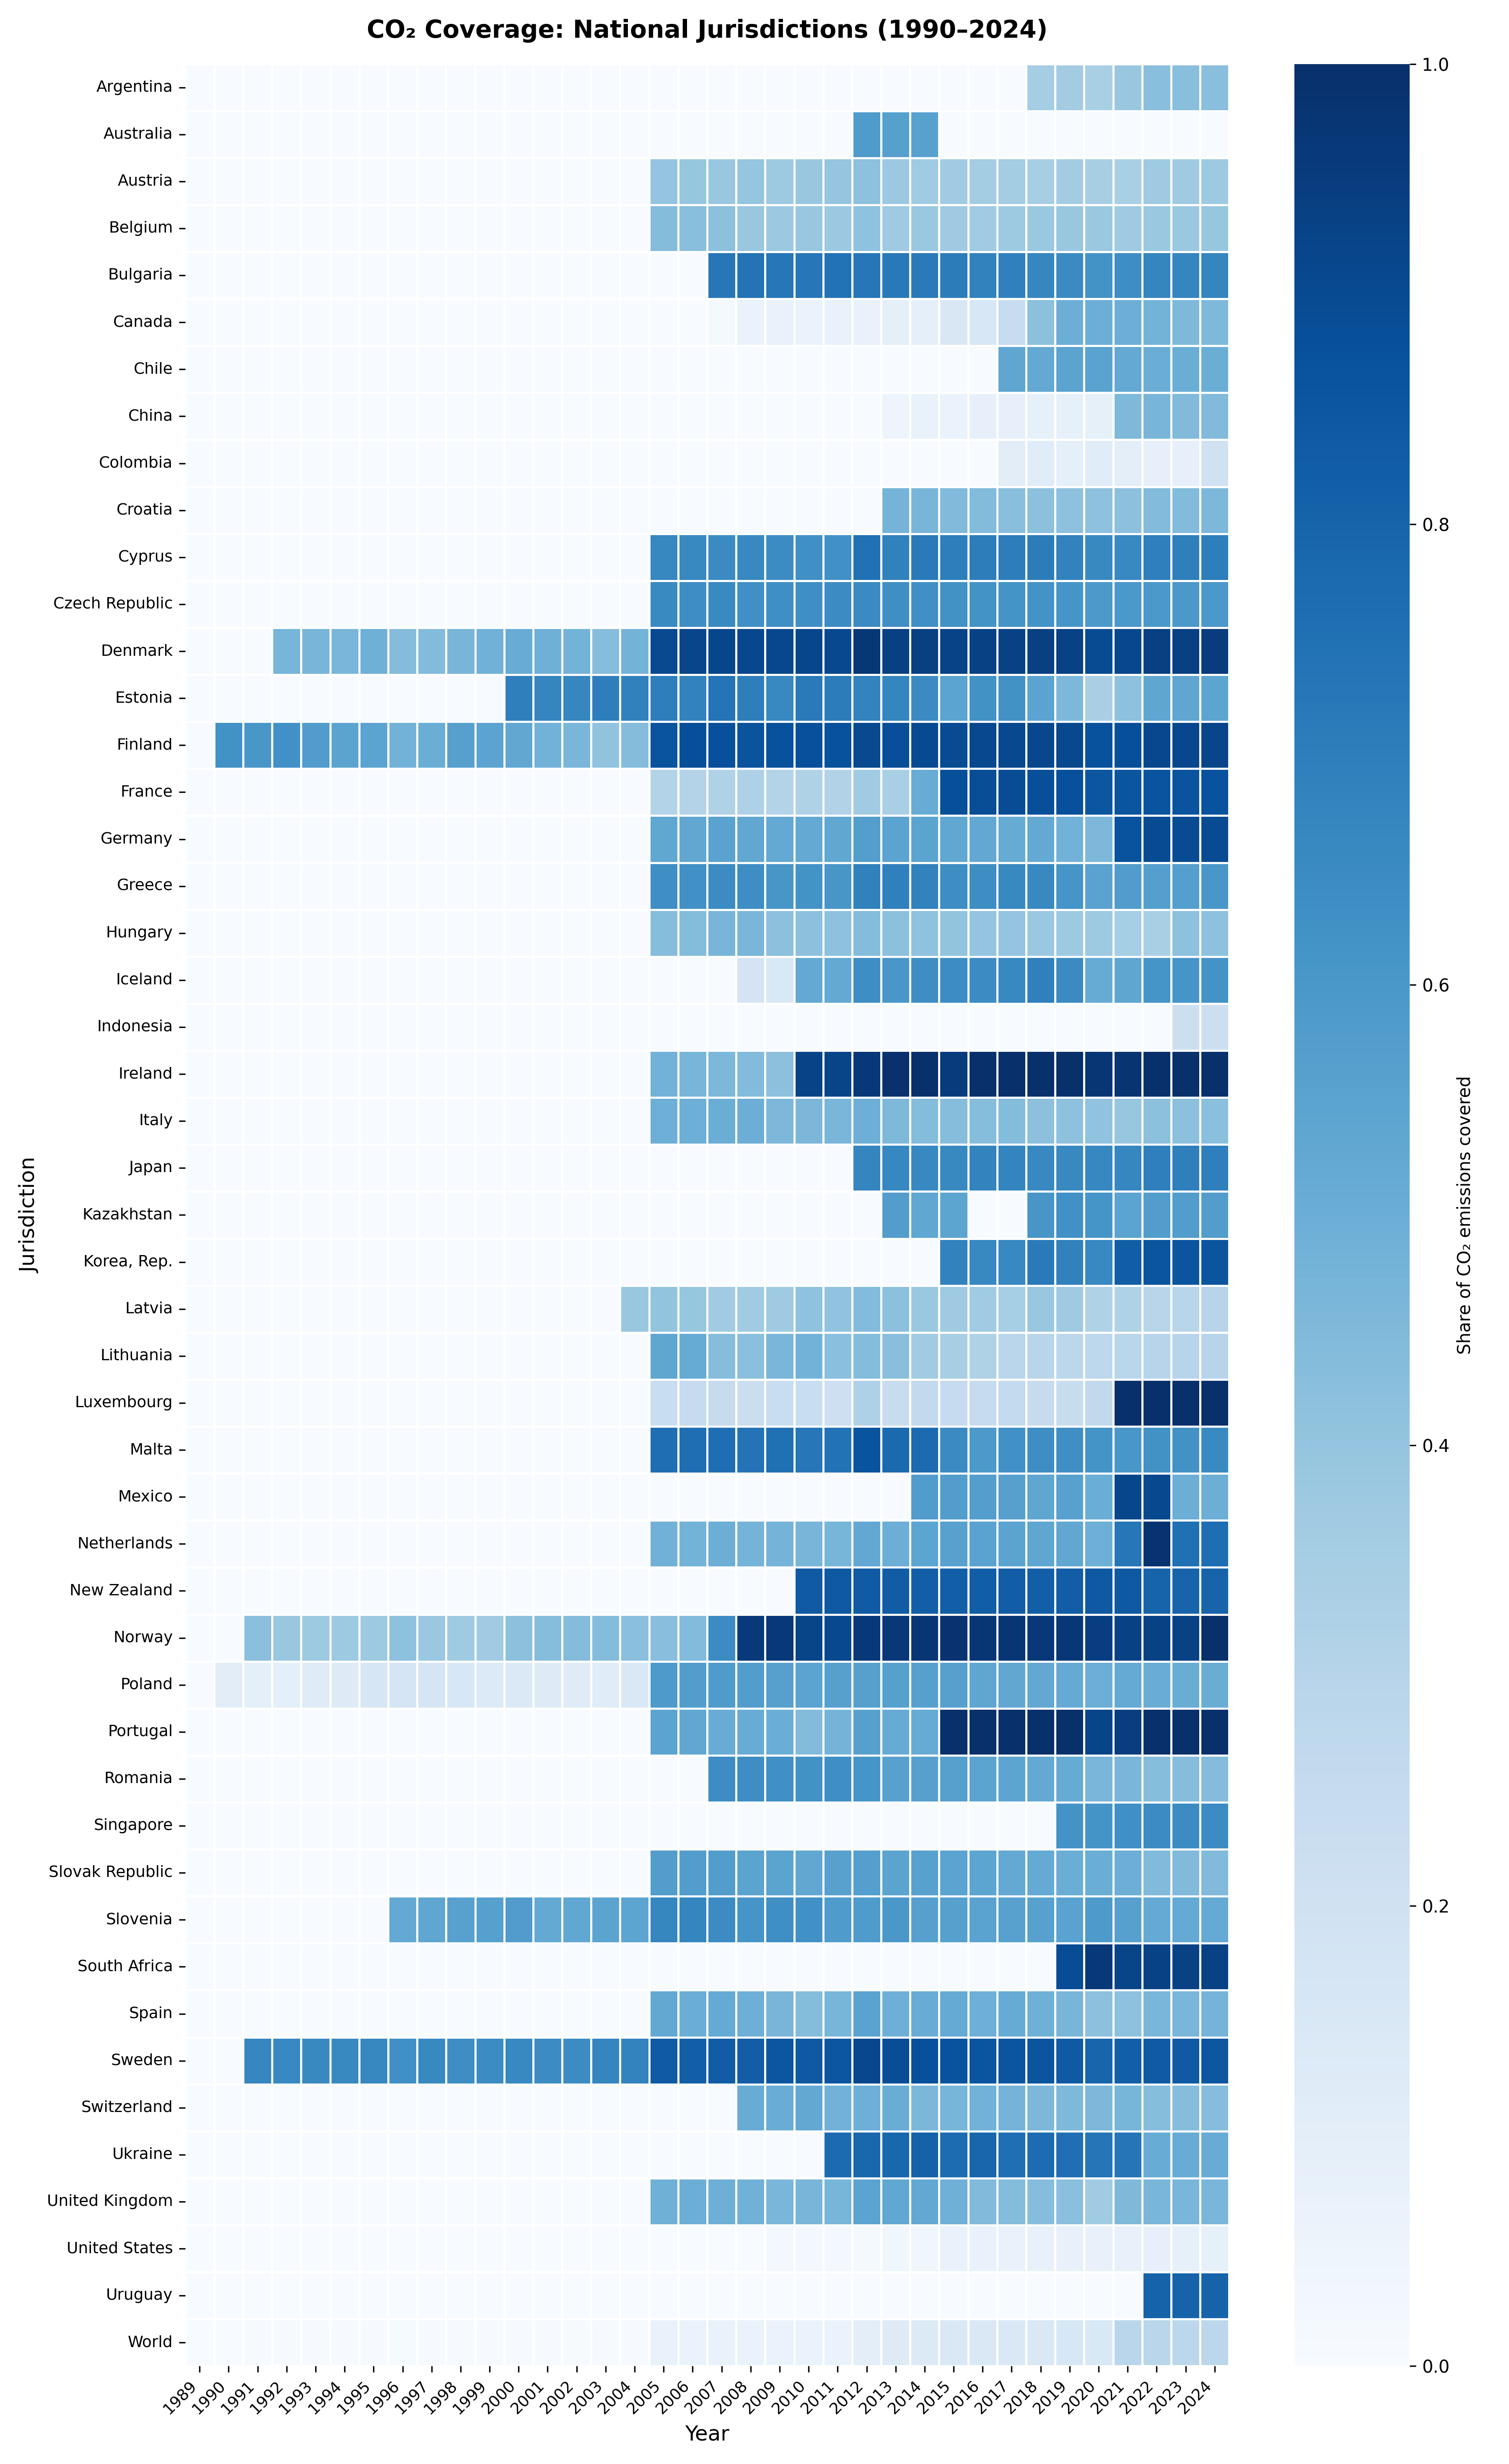 CO₂ Coverage: National Jurisdictions (1990–2024)
Jurisdiction
Argentina
Australia
Austria
Belgium
Bulgaria
Canada
Chile
China
Colombia
Croatia
Cyprus
Czech Republic
Denmark
Estonia
Finland
France
Germany
Greece
Hungary
Iceland
Indonesia
Ireland
Italy
Japan
Kazakhstan
Korea, Rep.
Latvia
Lithuania
Luxembourg
Malta
Mexico
Netherlands
New Zealand
Norway
Poland
Portugal
Romania
Singapore
Slovak Republic
Slovenia
South Africa
Spain
Sweden
Switzerland
Ukraine
United Kingdom
United States
Uruguay
World
1989 1990 1991 1992 1993 1994 1995 1996 1997 1998 1999 2000 2001 2002 2003 2004 2005 2006 2007 2008 2009 2010 2011 2012 2013 2014 2015 2016 2017 2018 2019 2020 2021 2022 2023 2024
Year
1.0
0.8
0.6
0.4
0.2
0.0
Share of CO₂ emissions covered